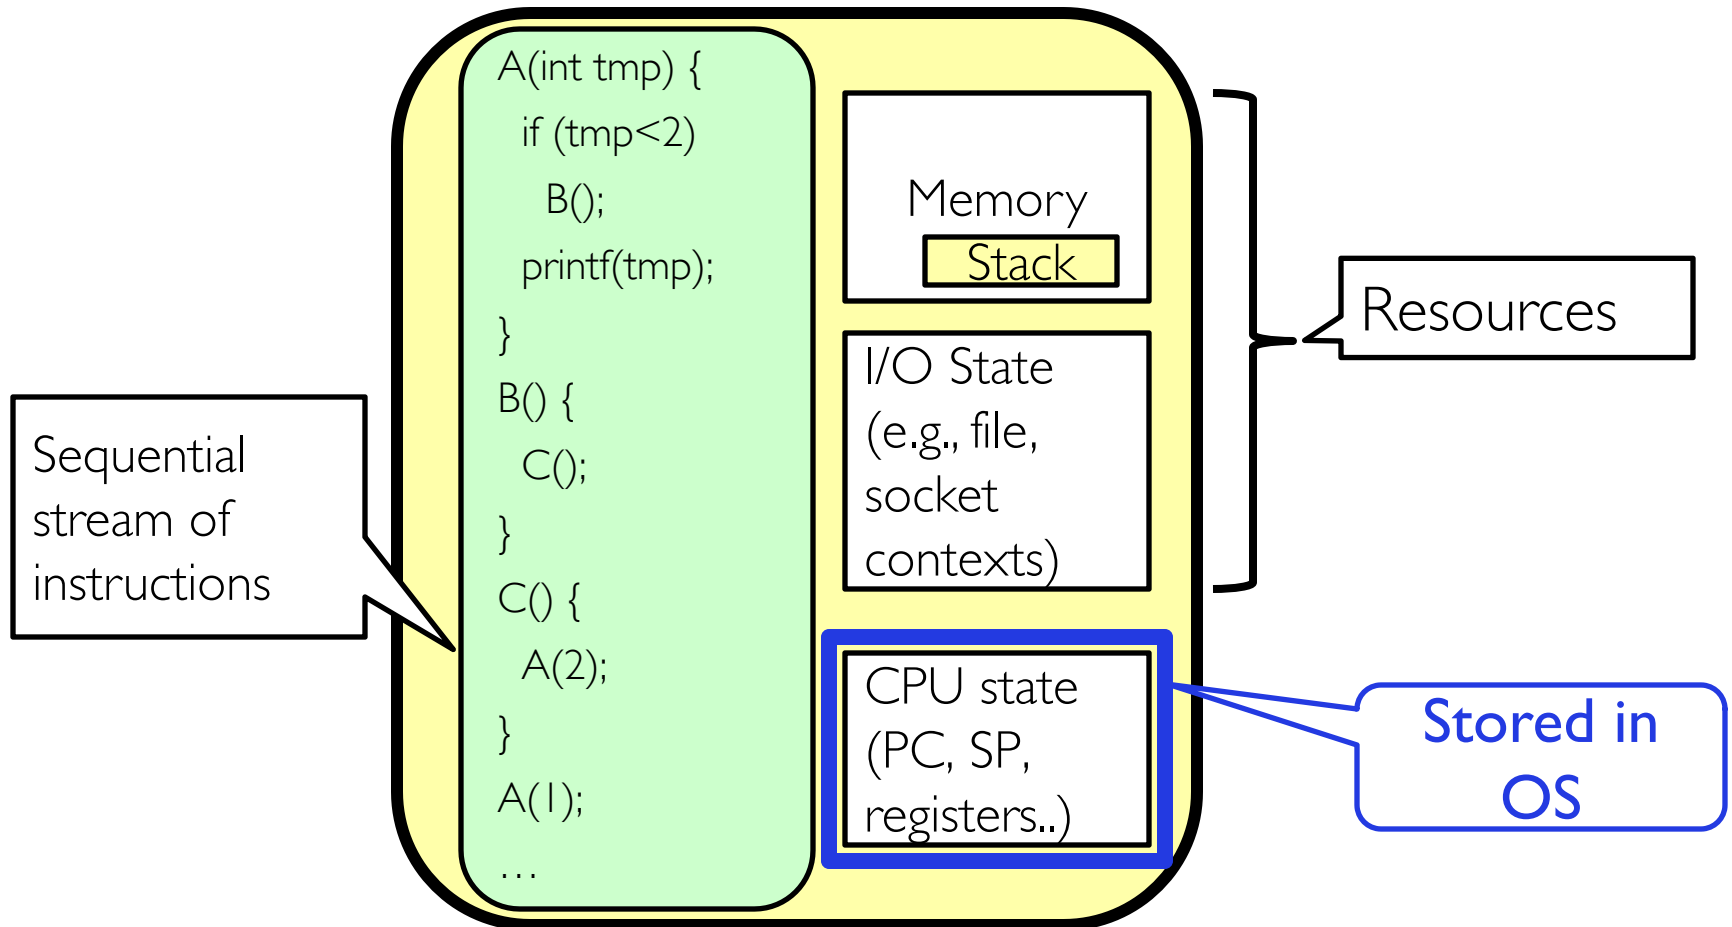 A(int tmp) {
if (tmp<2)
B();
printf(tmp);
}
B() {
C();
}
C() {
A(2);
}
A(1);
…
Memory
Stack
I/O State
(e.g., file,
socket
contexts)
CPU state
(PC, SP,
registers..)
Sequential
stream of
instructions
Resources
Stored in
OS